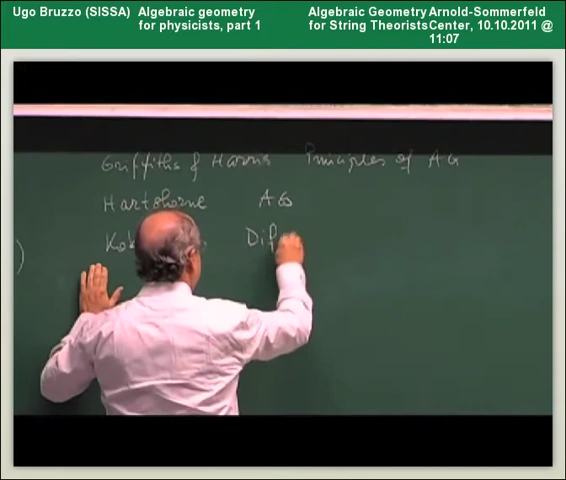 Ugo Bruzzo (SISSA) Algebraic geometry for physicists, part 1 Algebraic Geometry for String Theorists Arnold-Sommerfeld Center, 10.10.2011 @ 11:07
Griffiths & Harris Principles of AG
Hartshorne AG
Dif
)